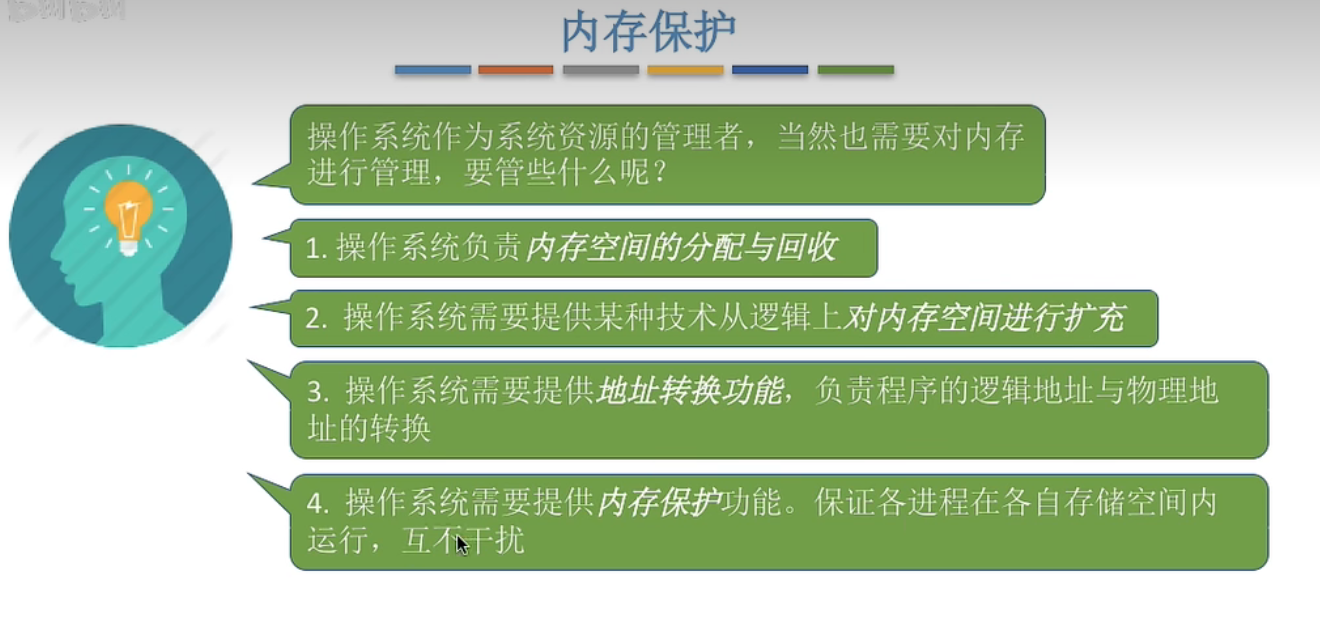 内存保护
操作系统作为系统资源的管理者，当然也需要对内存
进行管理，要管些什么呢？
1. 操作系统负责内存空间的分配与回收
2. 操作系统需要提供某种技术从逻辑上对内存空间进行扩充
3. 操作系统需要提供地址转换功能，负责程序的逻辑地址与物理地
址的转换
4. 操作系统需要提供内存保护功能。保证各进程在各自存储空间内
运行，互不干扰